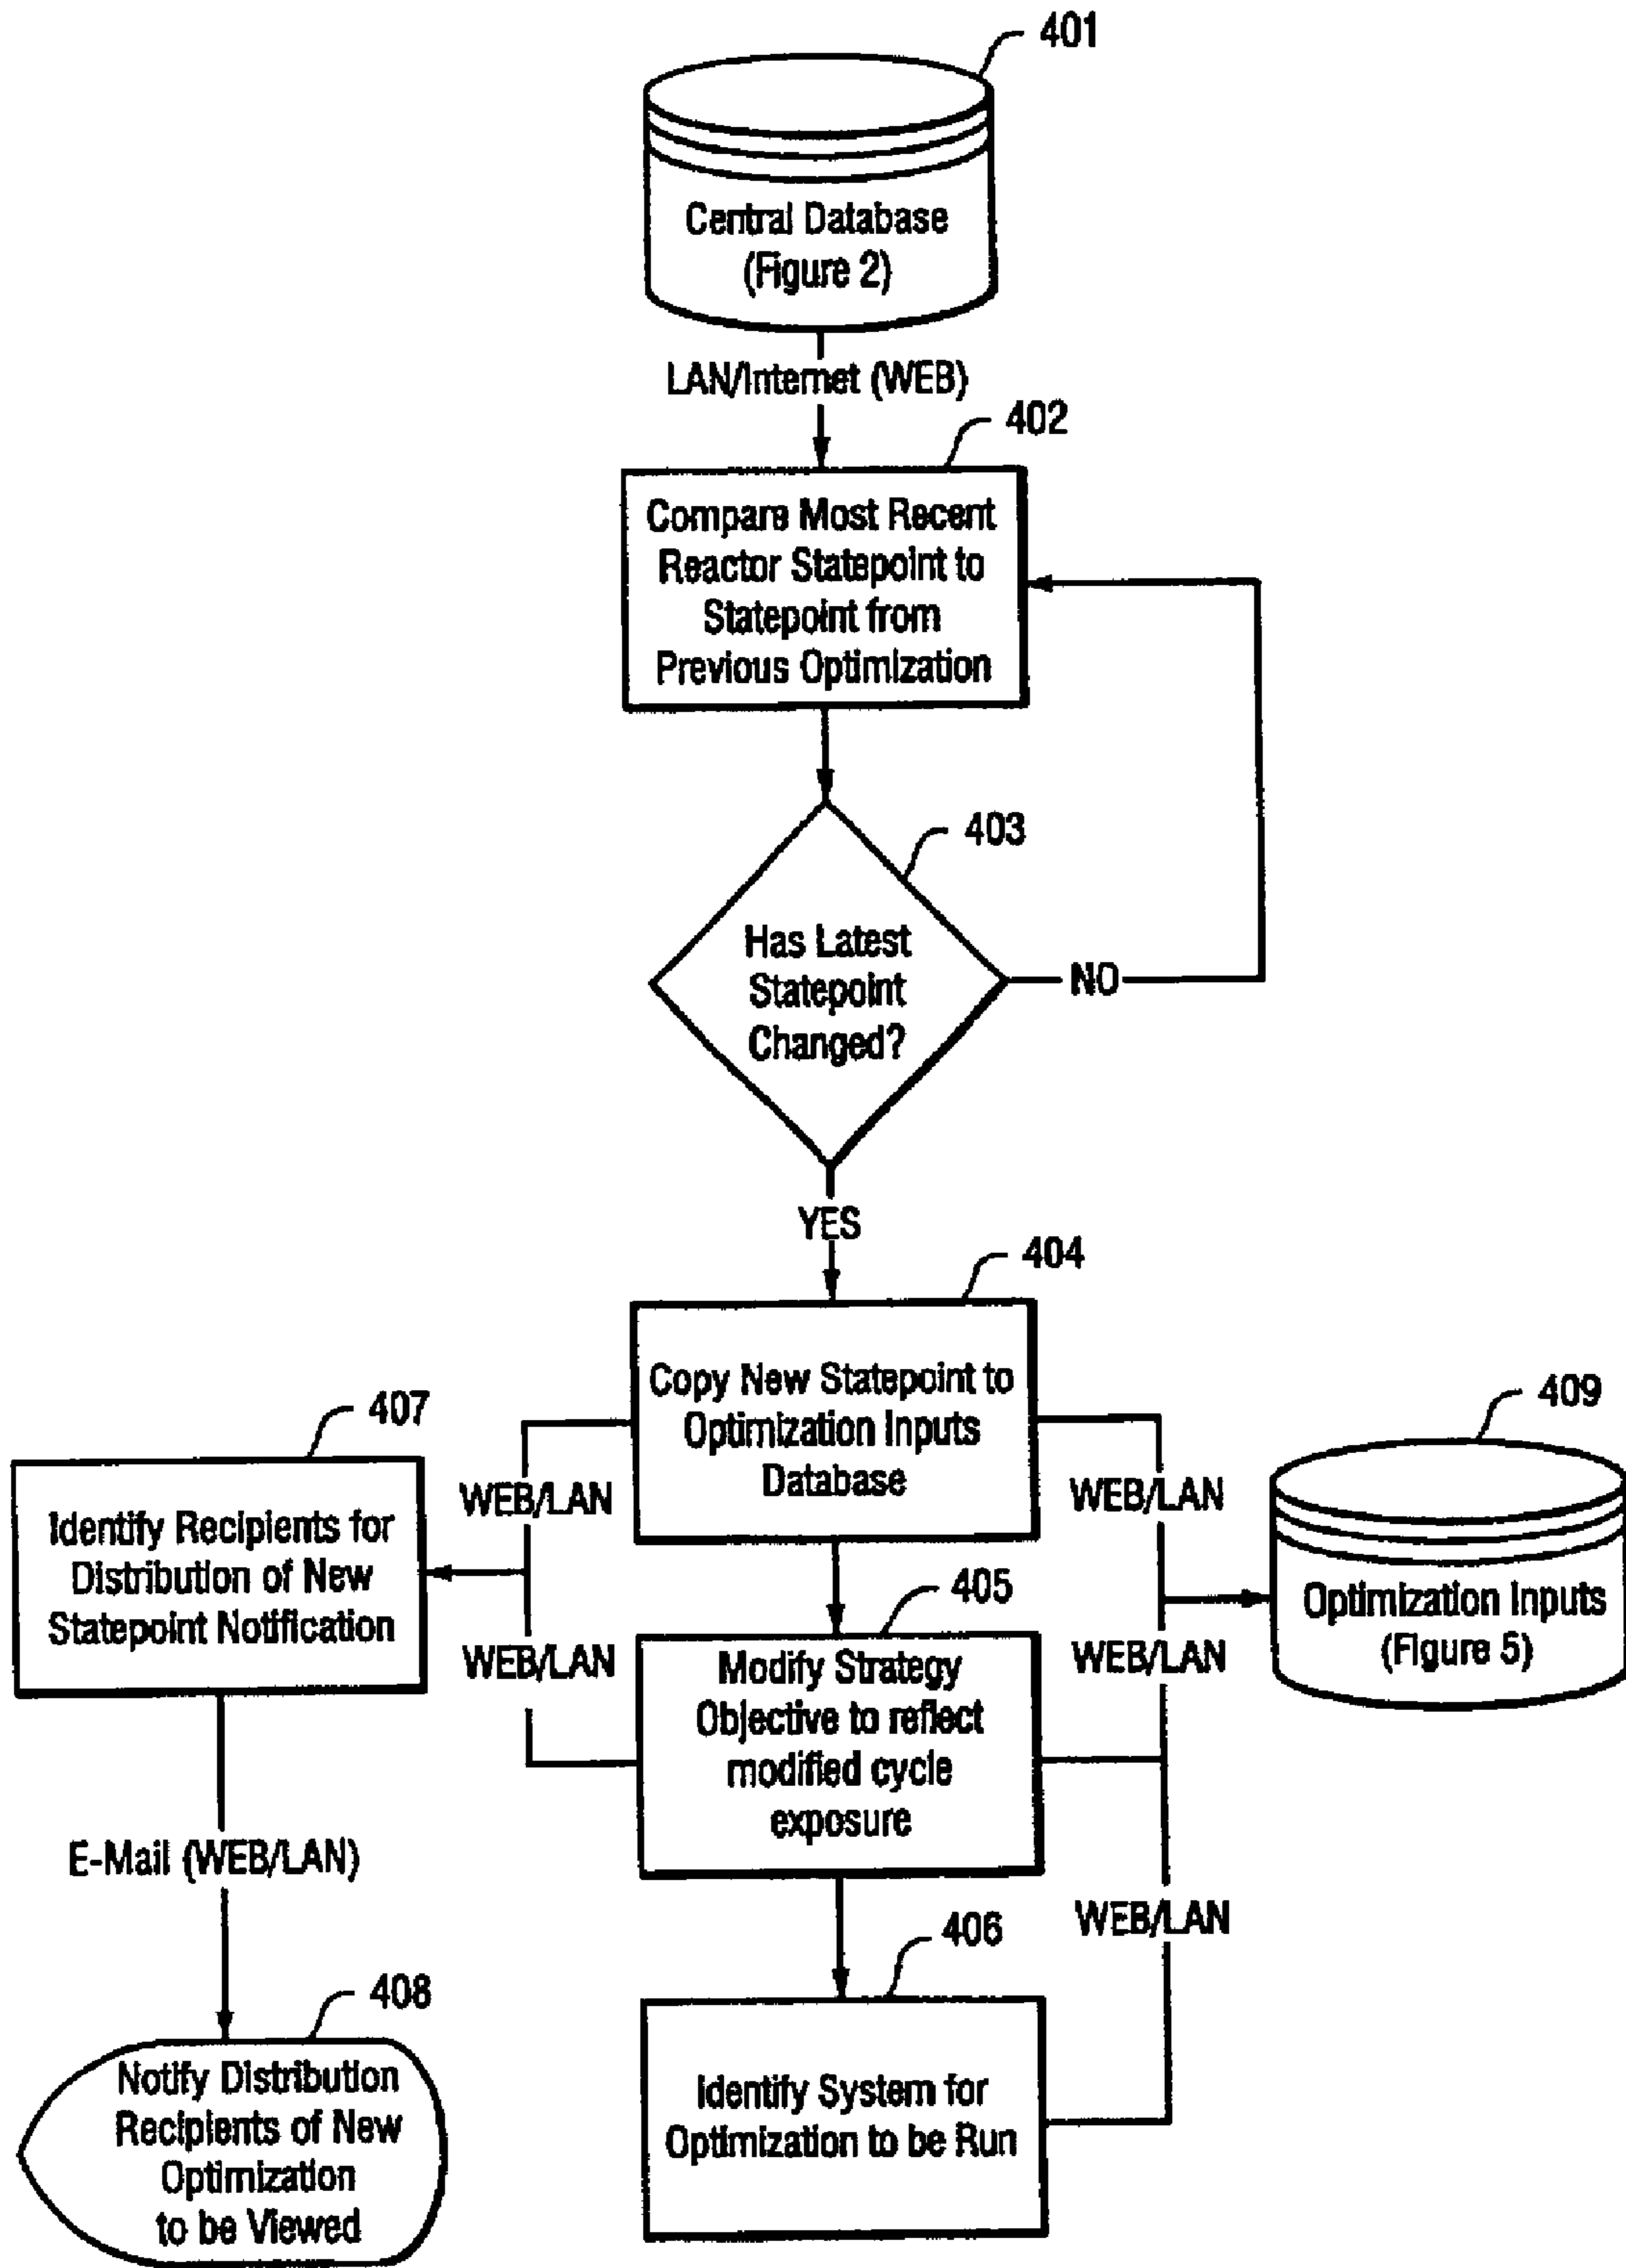 401
Central Database
(Figure 2)
LAN/Internet (WEB)
402
Compare Most Recent
Reactor Statepoint to
Statepoint from
Previous Optimization
403
Has Latest
Statepoint
Changed?
NO
YES
404
Copy New Statepoint to
Optimization Inputs
Database
407
Identify Recipients for
Distribution of New
Statepoint Notification
WEB/LAN
WEB/LAN
WEB/LAN
WEB/LAN
409
Optimization Inputs
(Figure 5)
405
Modify Strategy
Objective to reflect
modified cycle
exposure
E-Mail (WEB/LAN)
WEB/LAN
406
Identify System for
Optimization to be Run
408
Notify Distribution
Recipients of New
Optimization
to be Viewed